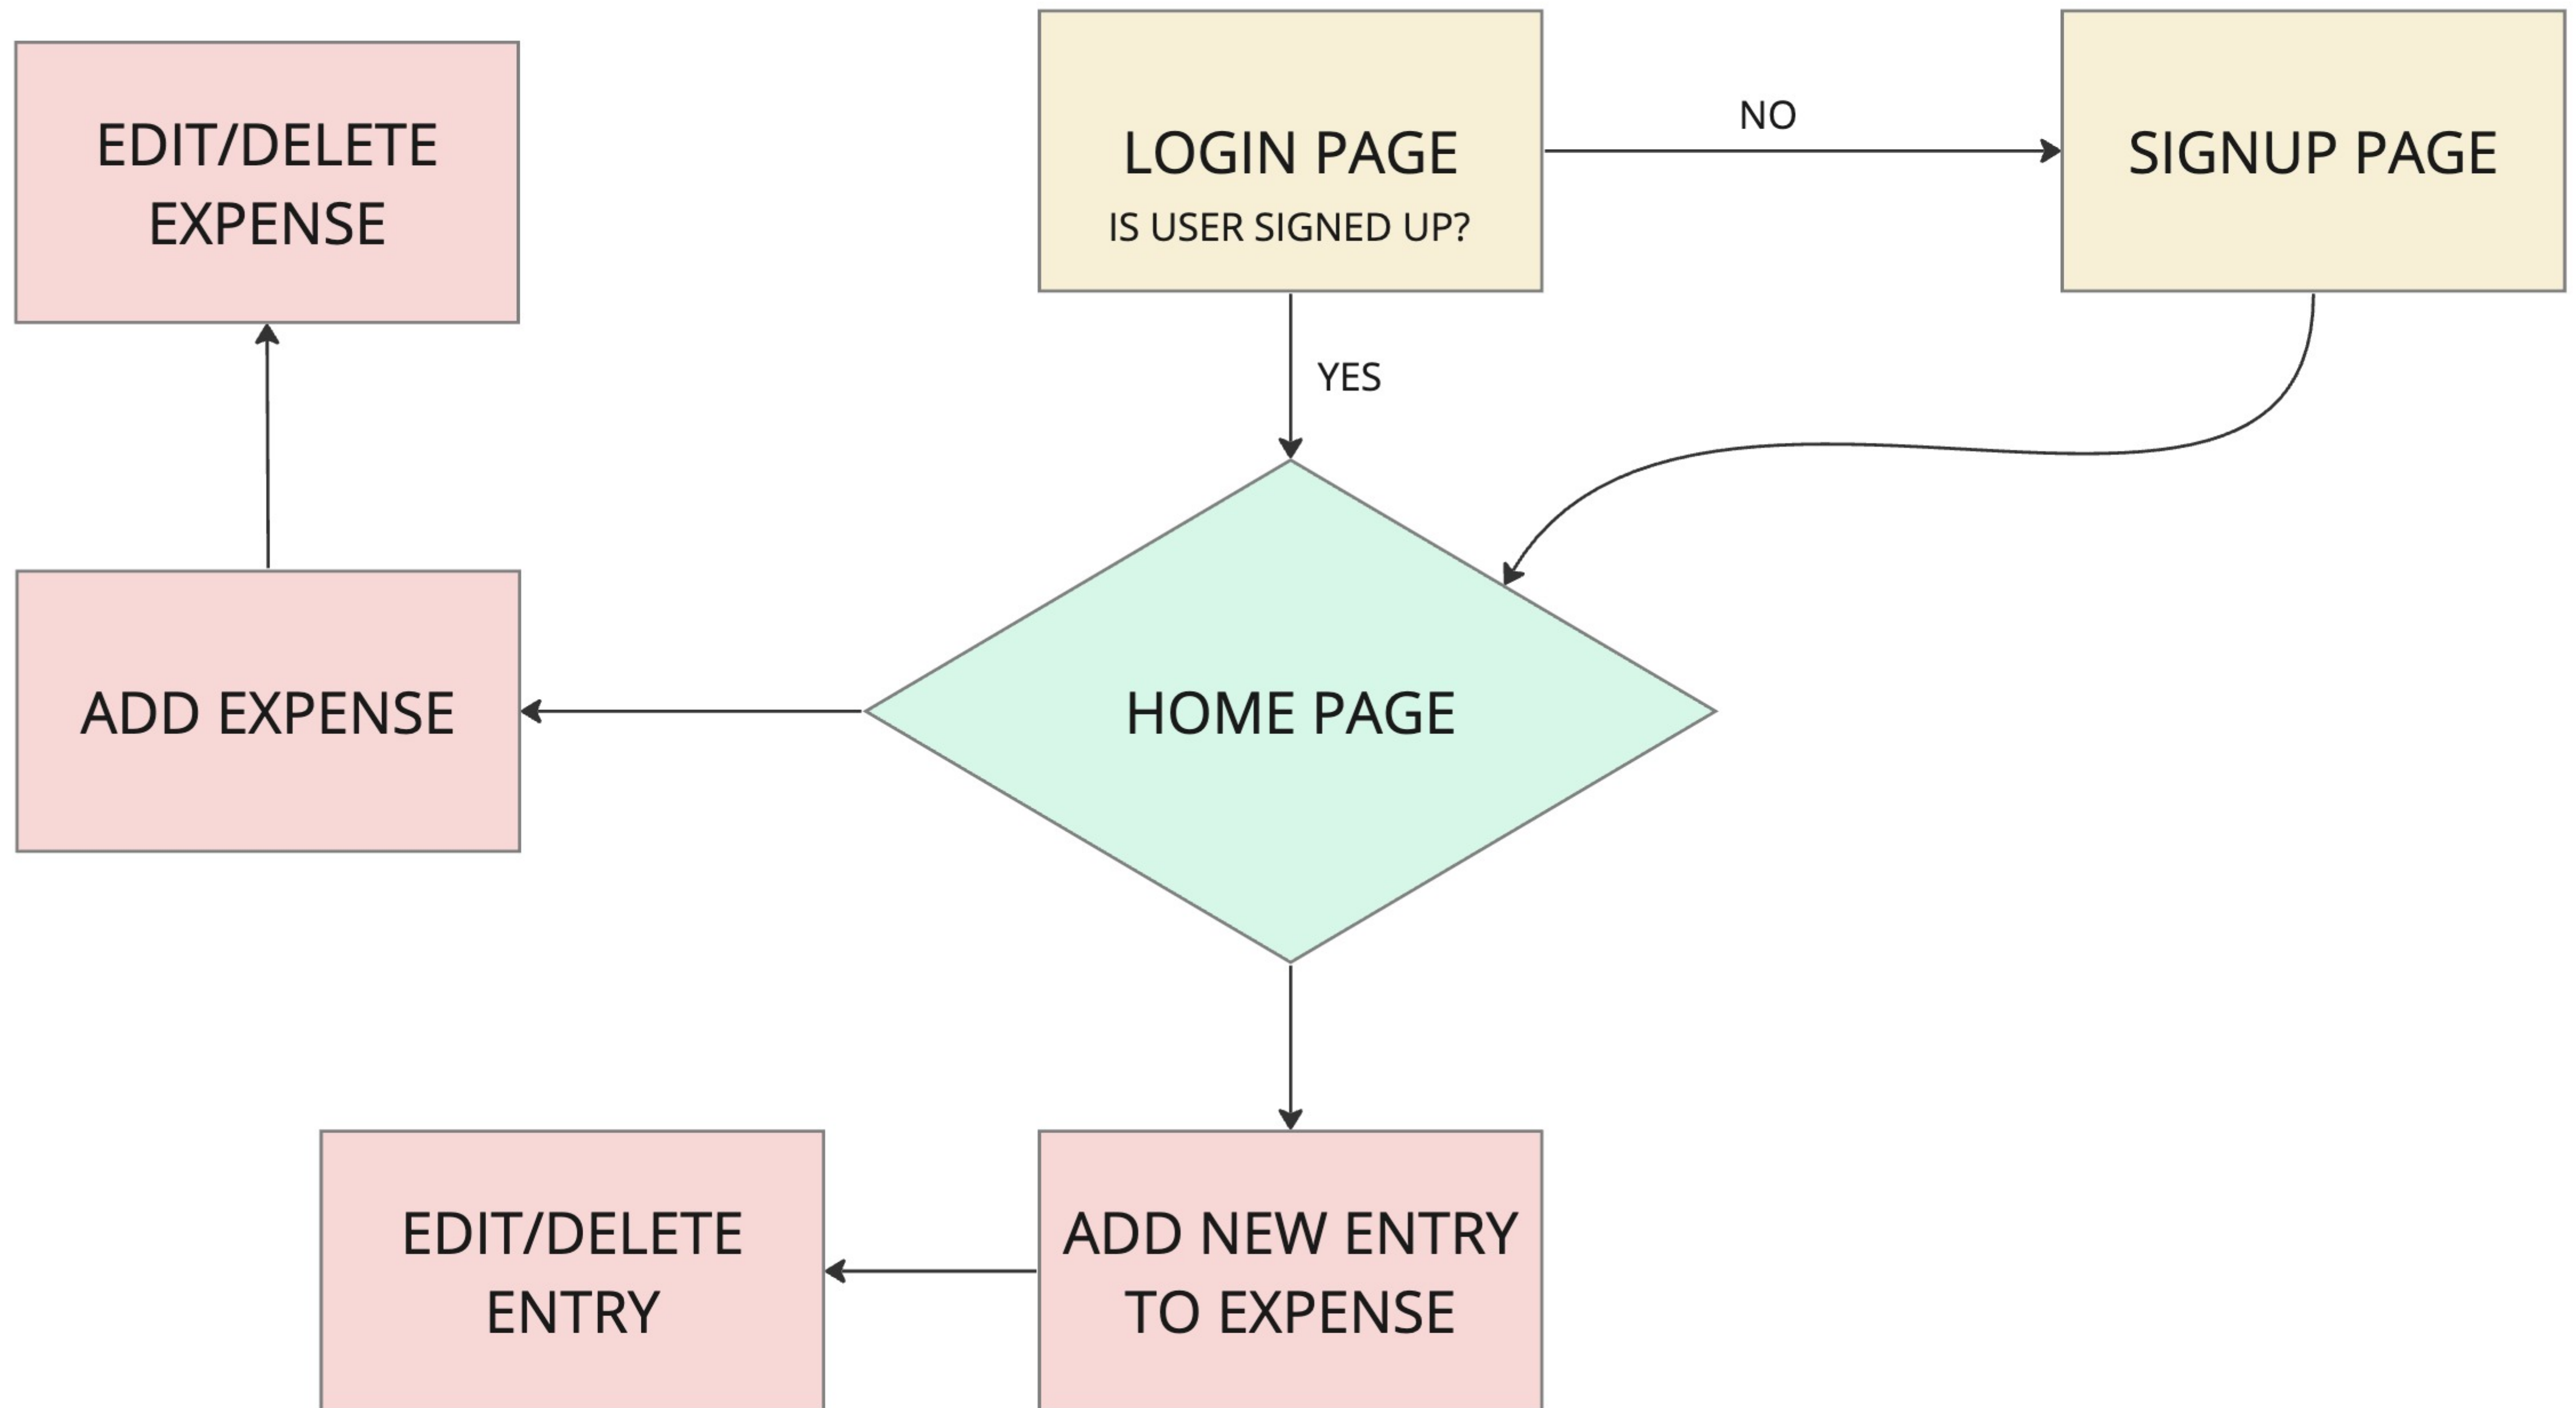 EDIT/DELETE
EXPENSE
LOGIN PAGE
IS USER SIGNED UP?
NO
SIGNUP PAGE
YES
ADD EXPENSE
HOME PAGE
EDIT/DELETE
ENTRY
ADD NEW ENTRY
TO EXPENSE